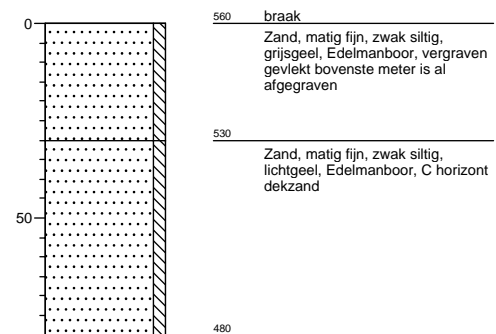 0
560 braak
Zand, matig fijn, zwak siltig,
grijsgeel, Edelmanboor, vergraven
gevlekt bovenste meter is al
afgegraven
530
Zand, matig fijn, zwak siltig,
lichtgeel, Edelmanboor, C horizont
dekzand
50
480